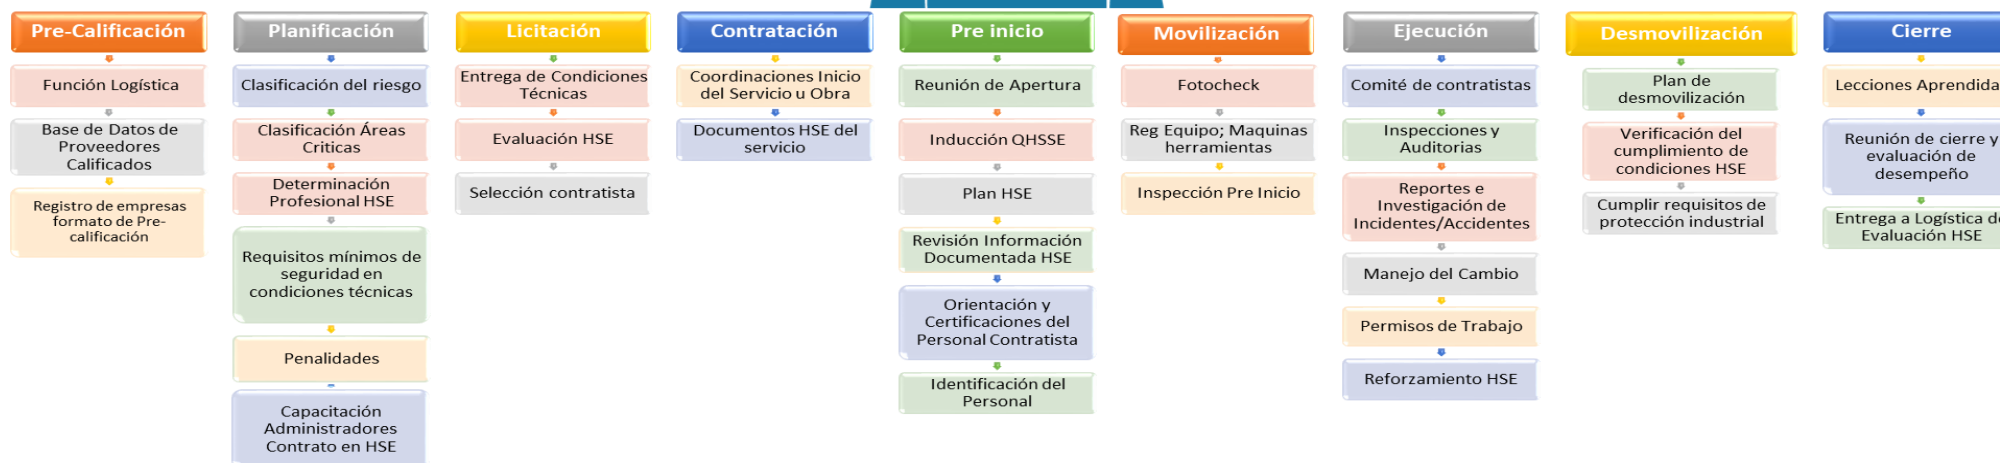 Pre-Calificación
Función Logística
Base de Datos de
Proveedores
Calificados
Registro de empresas
formato de Pre-
calificación
Planificación
Clasificación del riesgo
Clasificación Áreas
Criticas
Determinación
Profesional HSE
Requisitos mínimos de
seguridad en
condiciones técnicas
Penalidades
Capacitación
Administradores
Contrato en HSE
Licitación
Entrega de Condiciones
Técnicas
Evaluación HSE
Selección contratista
Contratación
Coordinaciones Inicio
del Servicio u Obra
Documentos HSE del
servicio
Pre inicio
Reunión de Apertura
Inducción QHSSE
Plan HSE
Revisión Información
Documentada HSE
Orientación y
Certificaciones del
Personal Contratista
Identificación del
Personal
Movilización
Fotocheck
Reg Equipo; Maquinas
herramientas
Inspección Pre Inicio
Ejecución
Comité de contratistas
Inspecciones y
Auditorias
Reportes e
Investigación de
Incidentes/Accidentes
Manejo del Cambio
Permisos de Trabajo
Reforzamiento HSE
Desmovilización
Plan de
desmovilización
Verificación del
cumplimiento de
condiciones HSE
Cumplir requisitos de
protección industrial
Cierre
Lecciones Aprendida
Reunión de cierre y
evaluación de
desempeño
Entrega a Logística de
Evaluación HSE